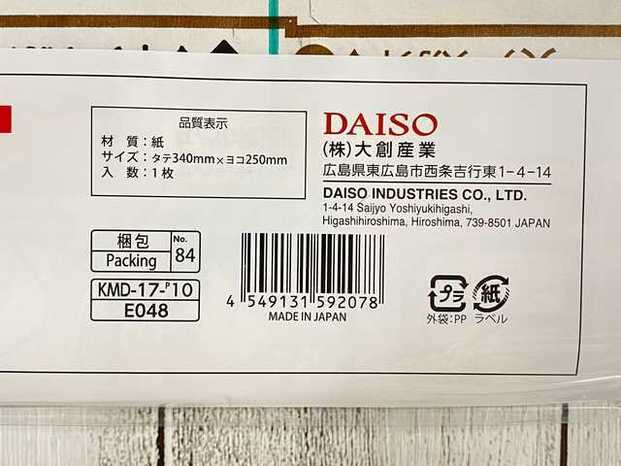 品質表示
材 質：紙
サイズ：タテ340mm×ヨコ250mm
入 数：1枚
DAISO
(株)大創産業
広島県東広島市西条吉行東1-4-14
DAISO INDUSTRIES CO., LTD.
1-4-14 Saijyo Yoshiyukihigashi,
Higashihiroshima, Hiroshima, 739-8501 JAPAN
梱包
Packing
No.
84
KMD-17-P10
E048
4 549131 592078
MADE IN JAPAN
プラ
外袋：PP
紙
ラベル